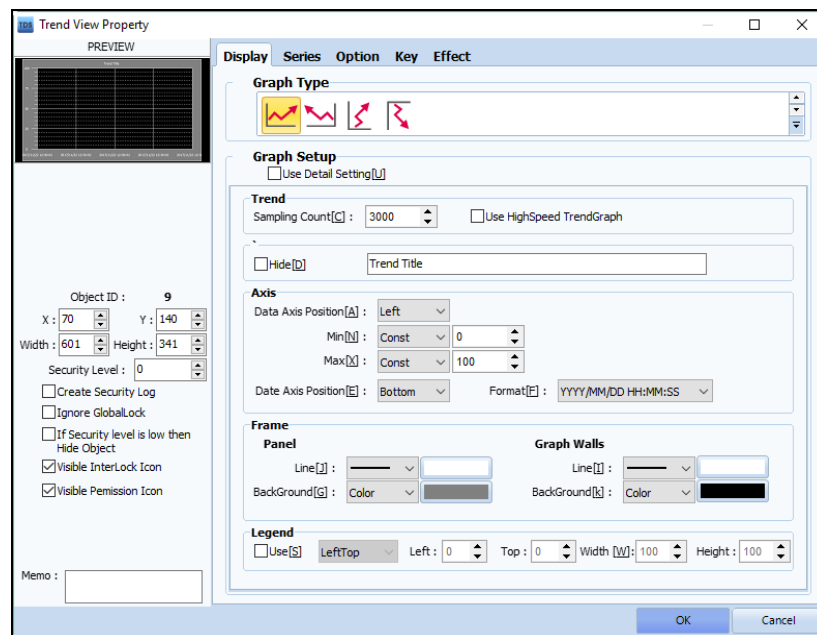 TDS Trend View Property
PREVIEW
Trend Title
Display Series Option Key Effect
Graph Type
Graph Setup
Use Detail Setting[U]
Trend
Sampling Count[C] : 3000 Use HighSpeed TrendGraph
Hide[D] Trend Title
Axis
Data Axis Position[A] : Left
Min[N] : Const 0
Max[X] : Const 100
Date Axis Position[E] : Bottom Format[F] : YYYY/MM/DD HH:MM:SS
Frame
Panel Graph Walls
Line[J] : Line[I] :
BackGround[G] : Color BackGround[k] : Color
Legend
Use[S] LeftTop Left : 0 Top : 0 Width [W]: 100 Height : 100
Object ID : 9
X : 70 Y : 140
Width : 601 Height : 341
Security Level : 0
Create Security Log
Ignore GlobalLock
If Security level is low then
Hide Object
Visible InterLock Icon
Visible Pemission Icon
Memo :
OK Cancel